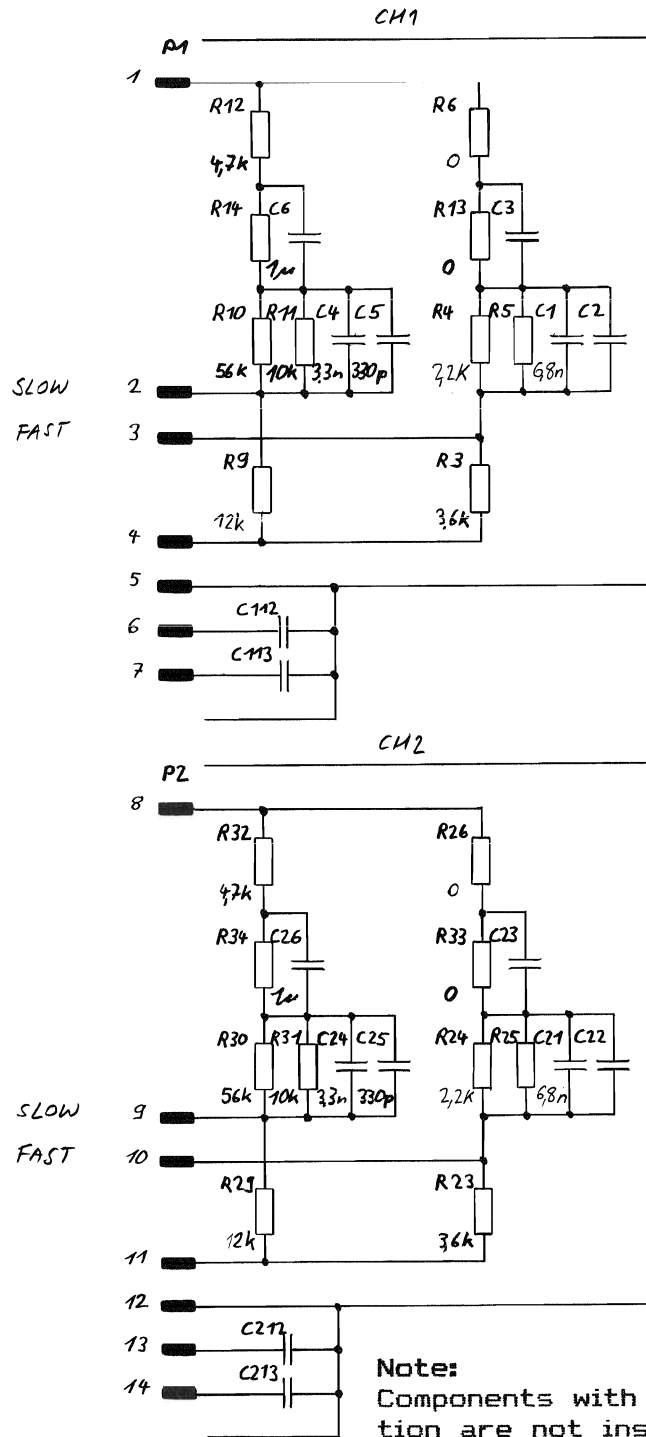 CH1
P1
1
R12
R6
4,7k
0
R14 C6
R13 C3
1µ
0
R10 R11 C4 C5
R4 R5 C1 C2
56k 10k 3,3n 330p
2,2k 6,8n
SLOW 2
FAST 3
R9
R3
12k
3,6k
4
5
C112
6
C113
7
CH2
P2
8
R32
R26
4,7k
0
R34 C26
R33 C23
1µ
0
R30 R31 C24 C25
R24 R25 C21 C22
56k 10k 3,3n 330p
2,2k 6,8n
SLOW 9
FAST 10
R29
R23
12k
3,6k
11
12
C212
13
C213
14
Note:
Components with
tion are not ins